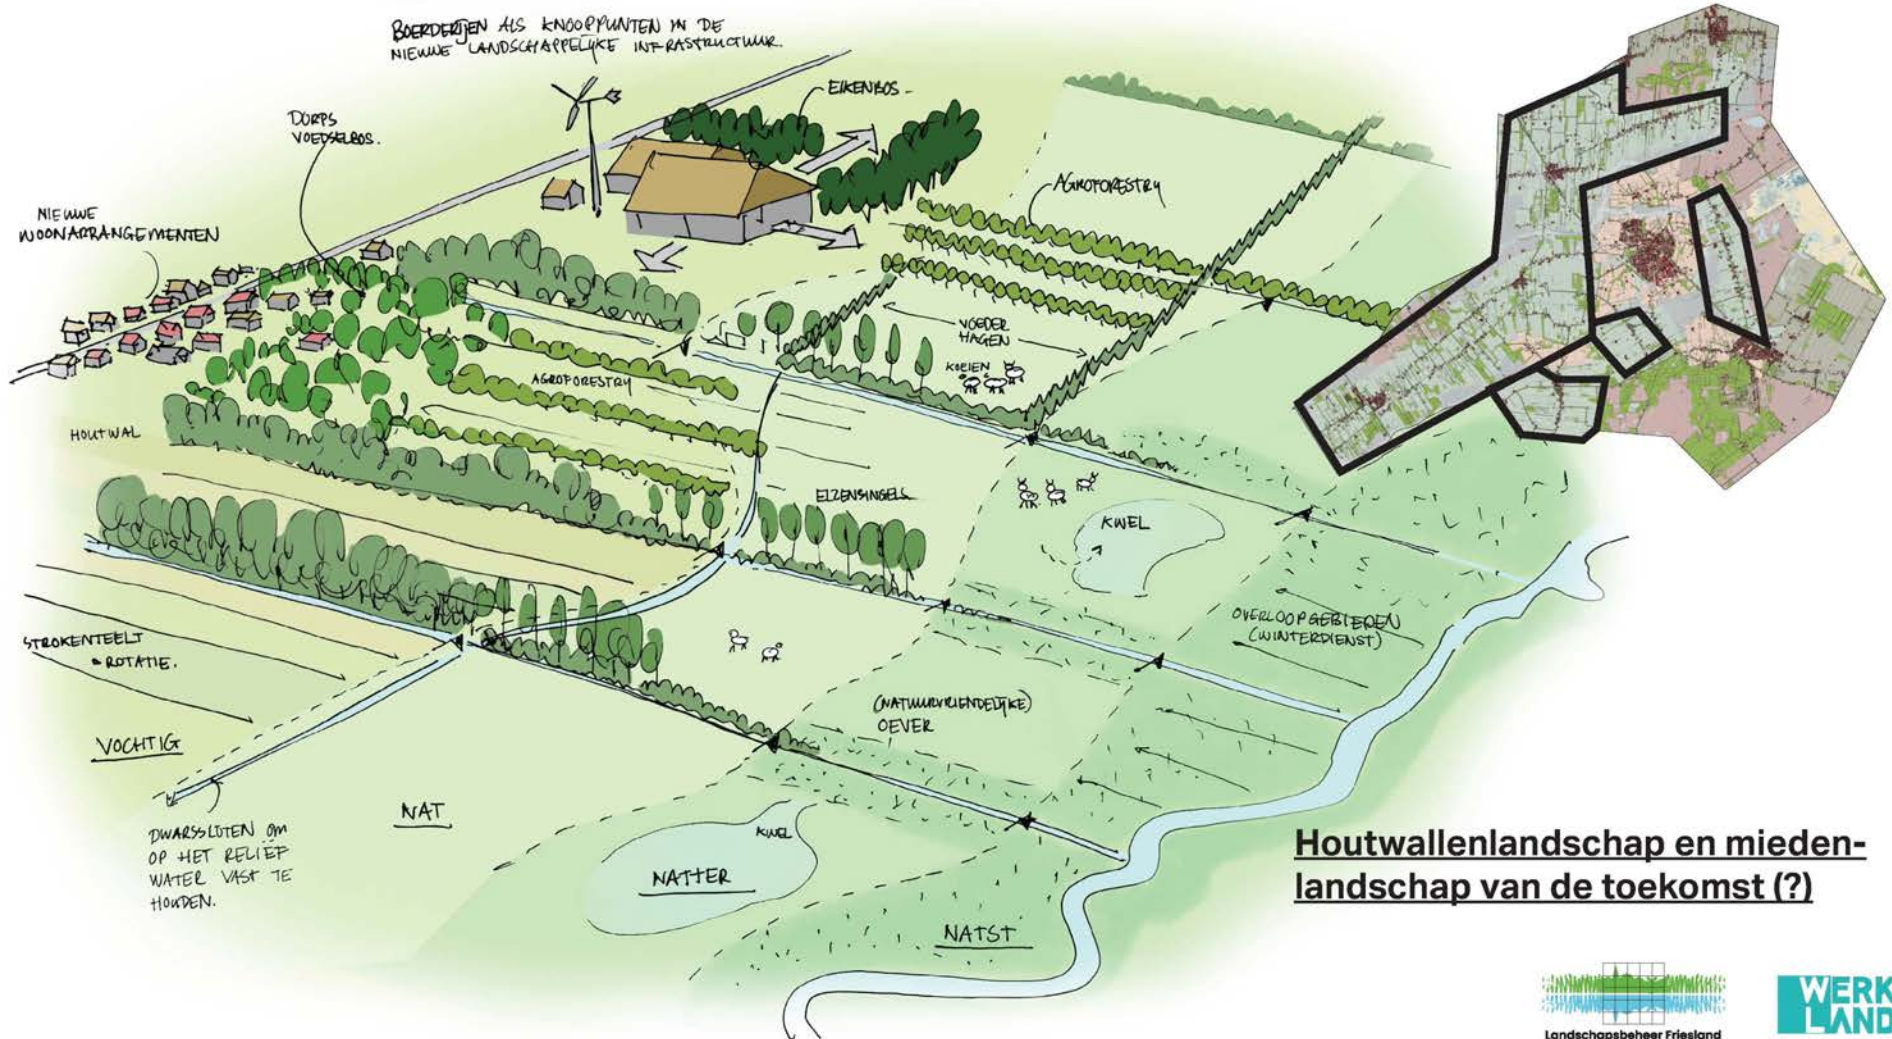 BOERDERIJEN ALS KNOOPPUNTEN IN DE
NIEUWE LANDSCHAPPELIJKE INFRASTRUCTUUR.
EIKENBOS -
DORPS
VOEDSELBOS.
NIEUWE
WOONARRANGEMENTEN
AGROFORESTRY
VOEDER
HAGEN
KOEIEN
AGROFORESTRY
HOUTWAL
ELZENSINGELS
KWEL
STROKENTEELT
ROTATIE.
OVERLOOPGEBIEDEN
(WINTERDIENST)
(NATUURVRIENDELIJKE)
OEVER
VOCHTIG
NAT
DWARSSLOTEN OM
OP HET RELIËF
WATER VAST TE
HOUDEN.
KWEL
NATTER
NATST
Houtwallenlandschap en mieden-
landschap van de toekomst (?)
Landschapsbeheer Friesland
WERK
LAND